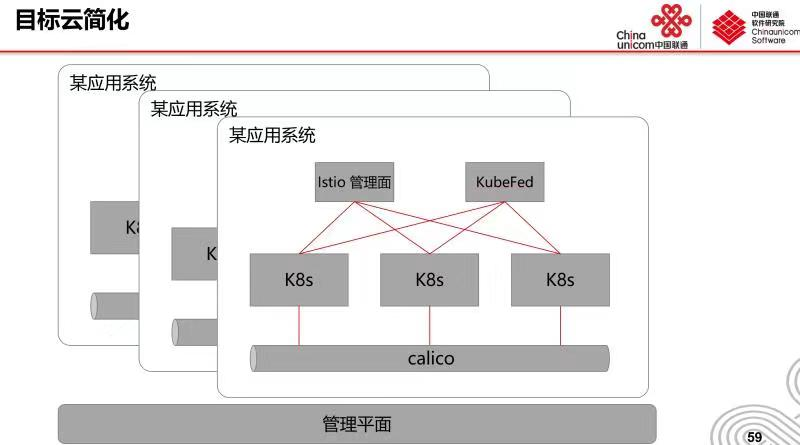 目标云简化
China
unicom中国联通
中国联通
软件研究院
Chinaunicom
Software
某应用系统
某应用系统
某应用系统
Istio 管理面
KubeFed
K8
K
K8s
K8s
K8s
calico
管理平面
59